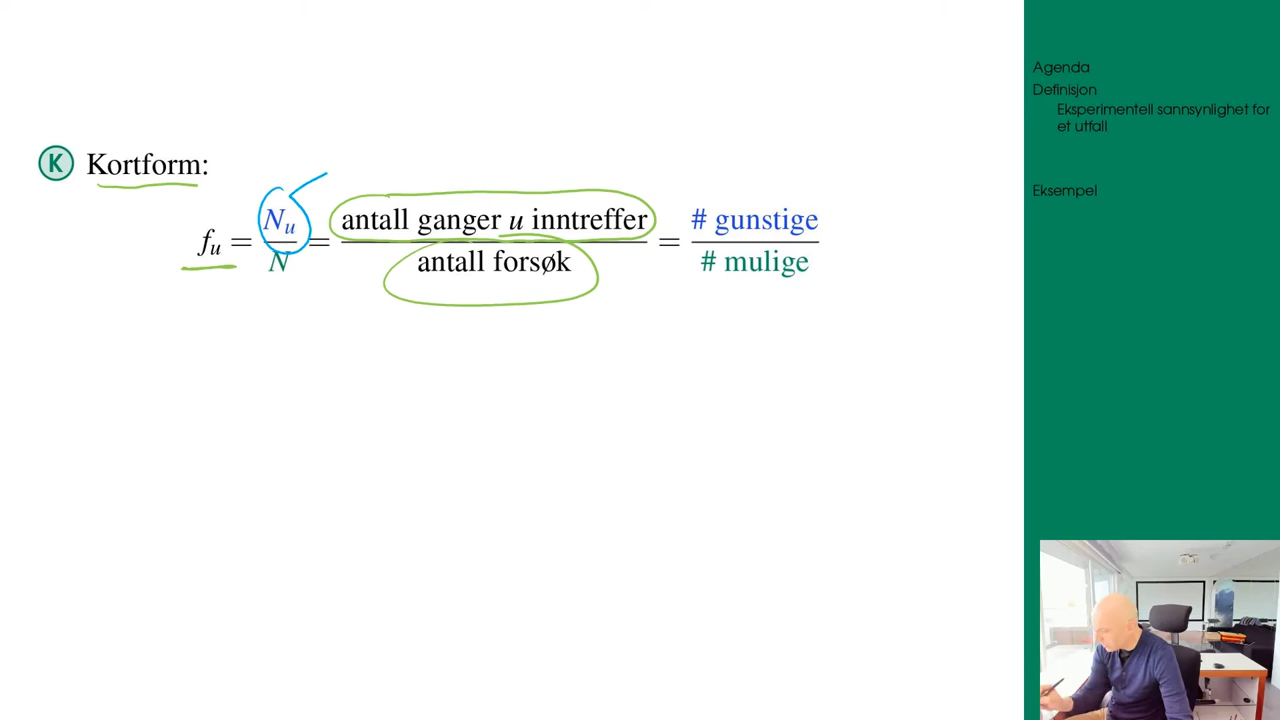 Ⓚ Kortform:
f_u = N_u / N = antall ganger u inntreffer / antall forsøk = # gunstige / # mulige
Agenda
Definisjon
Eksperimentell sannsynlighet for
et utfall
Eksempel